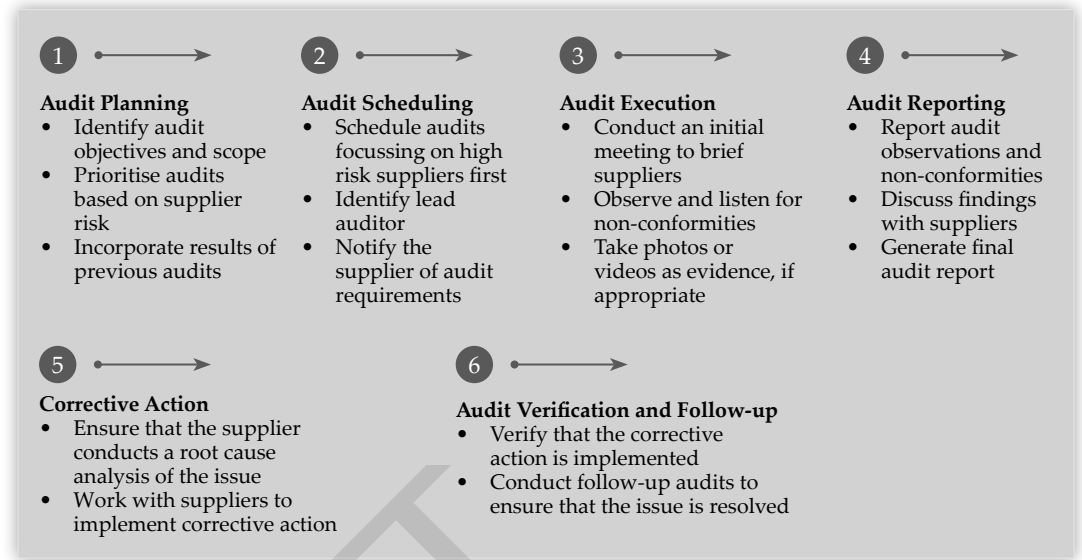 1
Audit Planning
• Identify audit
objectives and scope
• Prioritise audits
based on supplier
risk
• Incorporate results of
previous audits
2
Audit Scheduling
• Schedule audits
focussing on high
risk suppliers first
• Identify lead
auditor
• Notify the
supplier of audit
requirements
3
Audit Execution
• Conduct an initial
meeting to brief
suppliers
• Observe and listen for
non-conformities
• Take photos or
videos as evidence, if
appropriate
4
Audit Reporting
• Report audit
observations and
non-conformities
• Discuss findings
with suppliers
• Generate final
audit report
5
Corrective Action
• Ensure that the supplier
conducts a root cause
analysis of the issue
• Work with suppliers to
implement corrective action
6
Audit Verification and Follow-up
• Verify that the corrective
action is implemented
• Conduct follow-up audits to
ensure that the issue is resolved